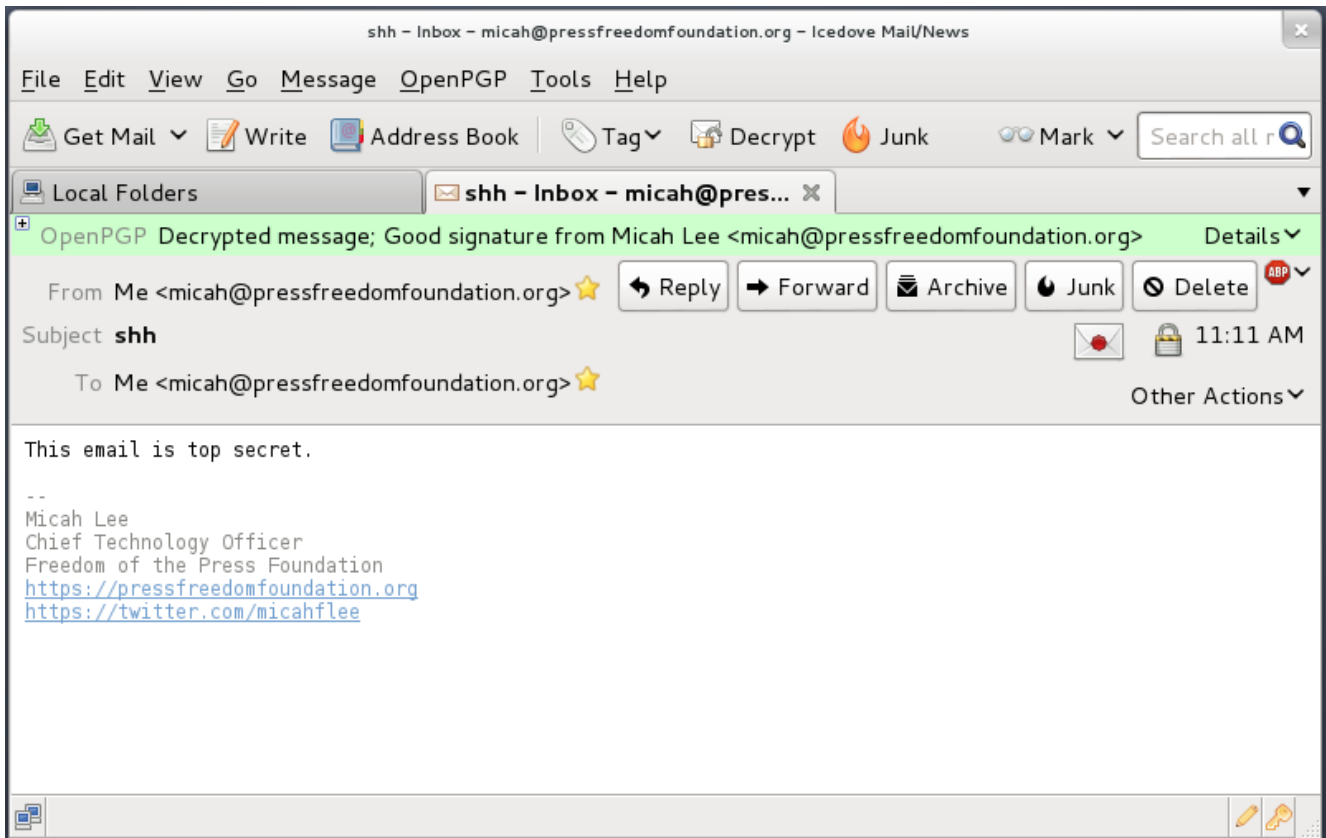 shh – Inbox – micah@pressfreedomfoundation.org – Icedove Mail/News
File Edit View Go Message OpenPGP Tools Help
Get Mail Write Address Book Tag Decrypt Junk Mark Search all r
Local Folders shh – Inbox – micah@pres...
OpenPGP Decrypted message; Good signature from Micah Lee <micah@pressfreedomfoundation.org> Details
From Me <micah@pressfreedomfoundation.org> Reply Forward Archive Junk Delete ABP
Subject shh 11:11 AM
To Me <micah@pressfreedomfoundation.org>
Other Actions
This email is top secret.
--
Micah Lee
Chief Technology Officer
Freedom of the Press Foundation
https://pressfreedomfoundation.org
https://twitter.com/micahflee